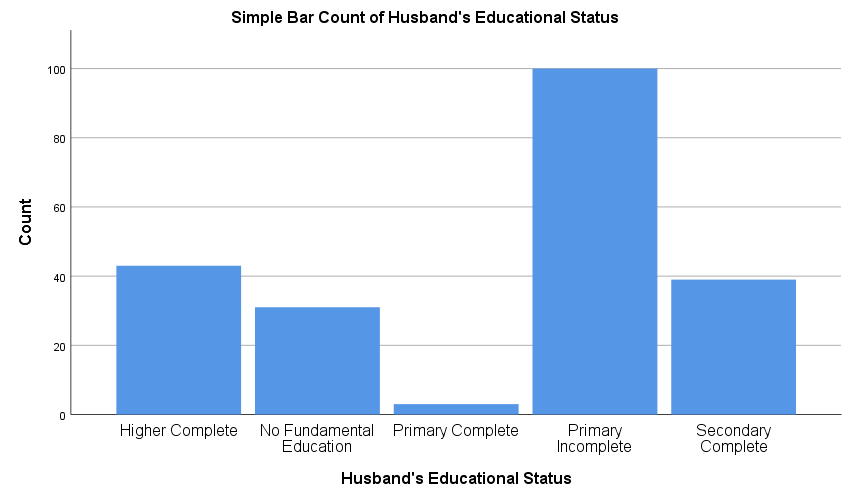 Simple Bar Count of Husband's Educational Status
Count
100
80
60
40
20
0
Higher Complete
No Fundamental
Education
Primary Complete
Primary
Incomplete
Secondary
Complete
Husband's Educational Status